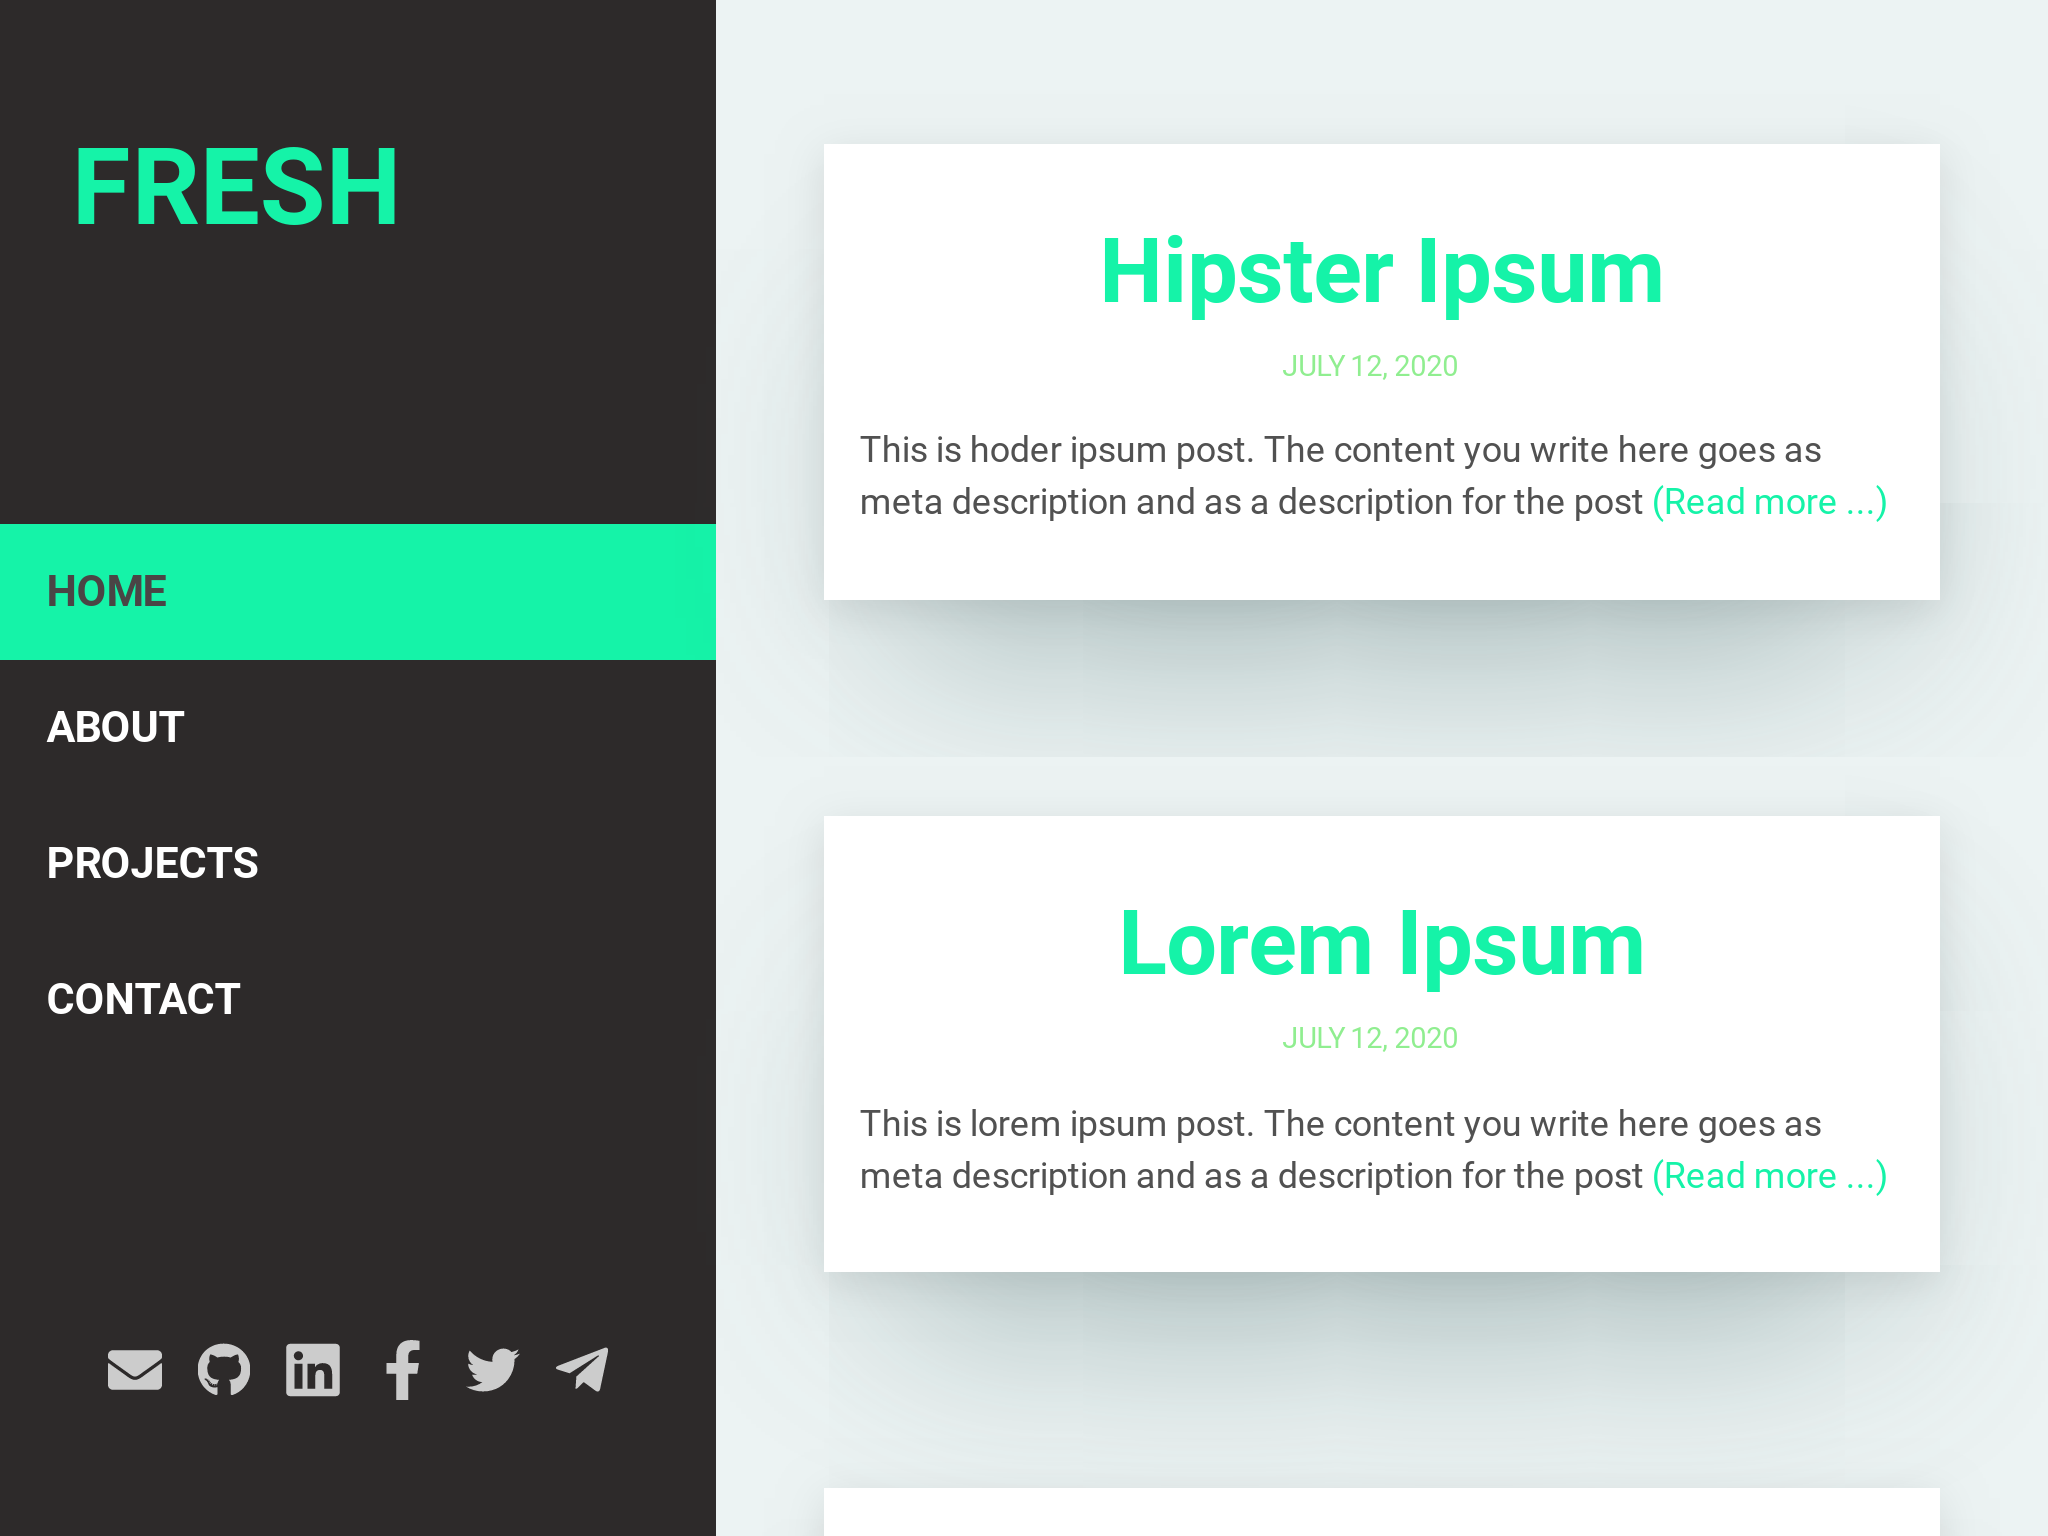 FRESH
HOME
ABOUT
PROJECTS
CONTACT
Hipster Ipsum
JULY 12, 2020
This is hoder ipsum post. The content you write here goes as
meta description and as a description for the post (Read more ...)
Lorem Ipsum
JULY 12, 2020
This is lorem ipsum post. The content you write here goes as
meta description and as a description for the post (Read more ...)